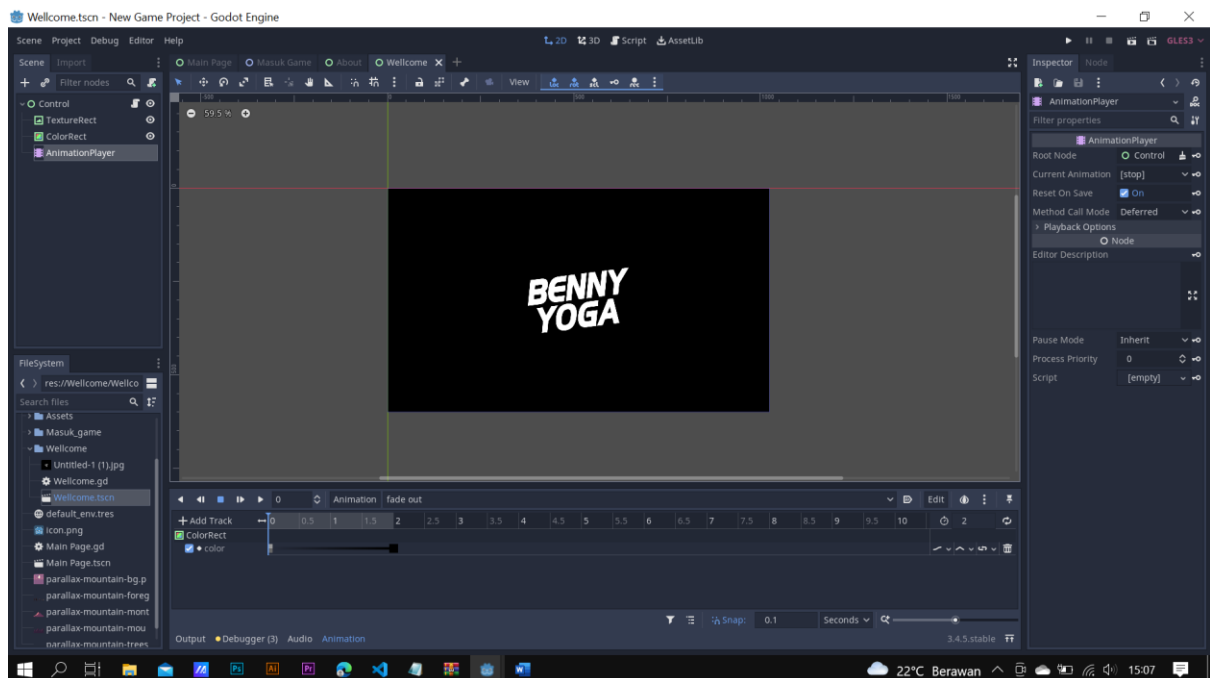 Wellcome.tscn - New Game Project - Godot Engine
Scene Project Debug Editor Help
2D 3D Script AssetLib
GLES3
Scene Import
Main Page Masuk Game About Wellcome
Inspector Node
Filter nodes
View
Control
TextureRect
ColorRect
AnimationPlayer
59.5 %
-500 500 1000 1500
BENNY
YOGA
AnimationPlayer
Filter properties
AnimationPlayer
Root Node Control
Current Animation [stop]
Reset On Save On
Method Call Mode Deferred
Playback Options
Node
Editor Description
Pause Mode Inherit
Process Priority 0
Script [empty]
FileSystem
res://Wellcome/Wellco
Search files
Assets
Masuk_game
Wellcome
Untitled-1 (1).jpg
Wellcome.gd
Wellcome.tscn
default_env.tres
icon.png
Main Page.gd
Main Page.tscn
parallax-mountain-bg.p
parallax-mountain-foreg
parallax-mountain-mont
parallax-mountain-mou
parallax-mountain-trees
0 Animation fade out Edit
Add Track 0 0.5 1 1.5 2 2.5 3 3.5 4 4.5 5 5.5 6 6.5 7 7.5 8 8.5 9 9.5 10 2
ColorRect
color
Snap: 0.1 Seconds
Output Debugger (3) Audio Animation
3.4.5.stable
22°C Berawan 15:07